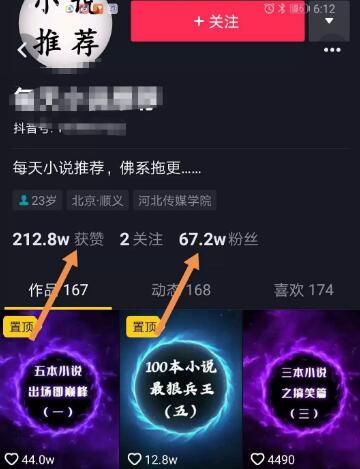 小说
推荐
6:12
+ 关注
抖音号:
每天小说推荐，佛系拖更......
23岁
北京·顺义
河北传媒学院
212.8w 获赞 2 关注 67.2w 粉丝
作品 167 动态 168 喜欢 174
置顶
五本小说
出场即巅峰
（一）
44.0w
置顶
100本小说
最狠兵王
（五）
12.8w
三本小说
之搞笑篇
（三）
4490